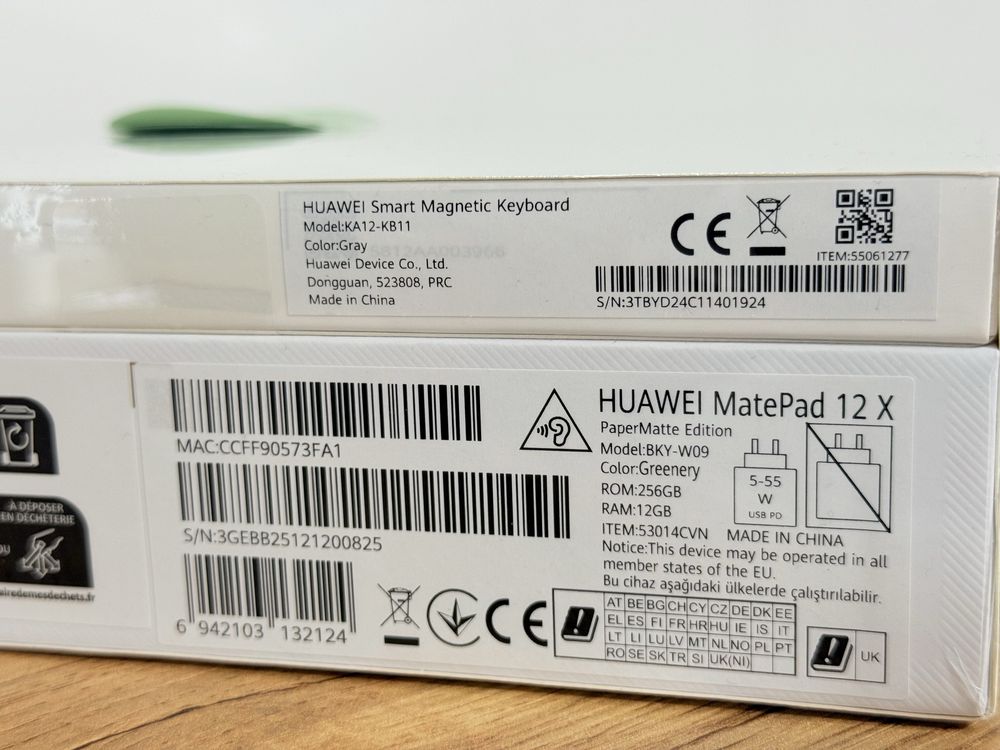 HUAWEI Smart Magnetic Keyboard
Model:KA12-KB11
Color:Gray
Huawei Device Co., Ltd.
Dongguan, 523808, PRC
Made in China
CE
ITEM:55061277
S/N:3TBYD24C11401924
MAC:CCFF90573FA1
S/N:3GEBB25121200825
6 942103 132124
HUAWEI MatePad 12 X
PaperMatte Edition
Model:BKY-W09
Color:Greenery
ROM:256GB
RAM:12GB
ITEM:53014CVN
5-55
W
USB PD
MADE IN CHINA
Notice:This device may be operated in all
member states of the EU.
Bu cihaz aşağıdaki ülkelerde çalıştırılabilir.
CE
AT BE BG CH CY CZ DE DK EE
EL ES FI FR HR HU IE IS IT
LT LI LU LV MT NL NO PL PT
RO SE SK TR SI UK(NI)
UK
À DÉPOSER
EN DÉCHÈTERIE
OU
airedemesdechets.fr